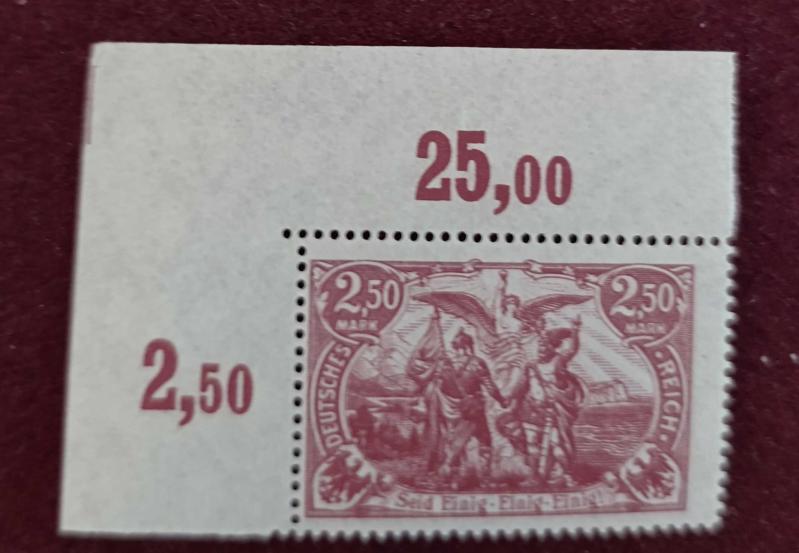 25,00
2,50
2,50 MARK
2,50 MARK
DEUTSCHES REICH
Seid Einig-Einig-Einig!